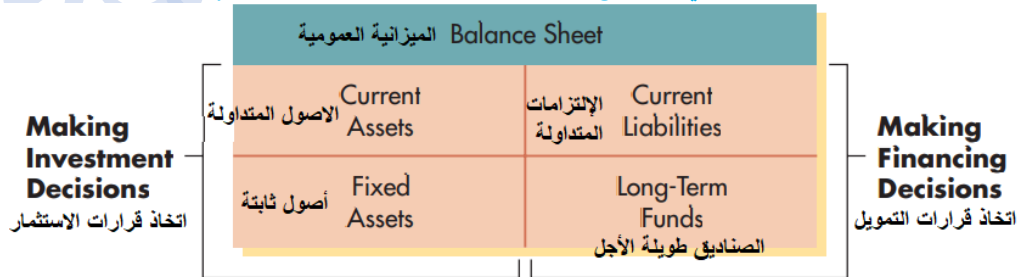 الميزانية العمومية Balance Sheet
Making
Investment
Decisions
اتخاذ قرارات الاستثمار
الاصول المتداولة
Current
Assets
الإلتزامات
المتداولة
Current
Liabilities
أصول ثابتة
Fixed
Assets
Long-Term
Funds
الصناديق طويلة الأجل
Making
Financing
Decisions
اتخاذ قرارات التمويل